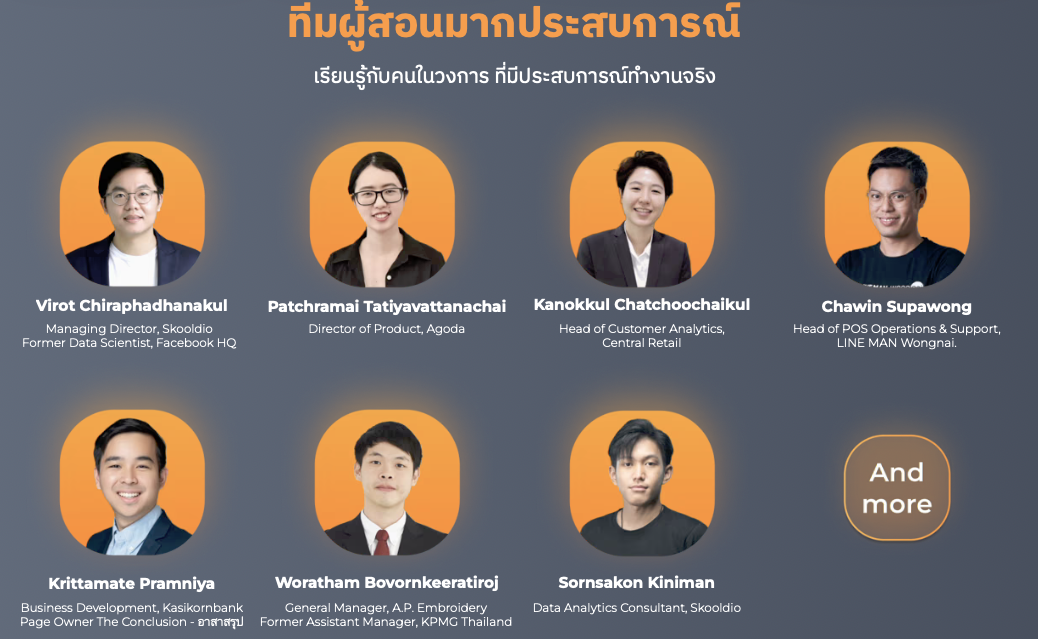 ทีมผู้สอนมากประสบการณ์
เรียนรู้กับคนในวงการ ที่มีประสบการณ์ทำงานจริง
Virot Chiraphadhanakul
Managing Director, Skooldio
Former Data Scientist, Facebook HQ
Patchramai Tatiyavattanachai
Director of Product, Agoda
Kanokkul Chatchoochaikul
Head of Customer Analytics,
Central Retail
Chawin Supawong
Head of POS Operations & Support,
LINE MAN Wongnai.
Krittamate Pramniya
Business Development, Kasikornbank
Page Owner The Conclusion - อาสาสรุป
Woratham Bovornkeeratiroj
General Manager, A.P. Embroidery
Former Assistant Manager, KPMG Thailand
Sornsakon Kiniman
Data Analytics Consultant, Skooldio
And
more